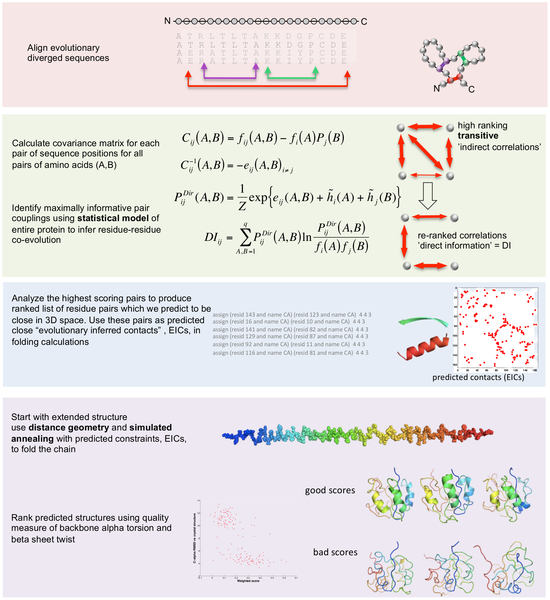 N C
Align evolutionary
diverged sequences
A T R L T L T A K K D G Y P C D E
A T R T L T A K K D G Y P C D E
N C
Calculate covariance matrix for each
pair of sequence positions for all
pairs of amino acids (A,B)
C_ij(A,B) = f_ij(A,B) − f_i(A)P_j(B)
C_ij^-1(A,B) = −e_ij(A,B)_i≠j
high ranking
transitive
'indirect correlations'
Identify maximally informative pair
couplings using statistical model of
entire protein to infer residue-residue
co-evolution
P_ij^Dir(A,B) = 1/Z exp{e_ij(A,B) + h̃_i(A) + h̃_j(B)}
DI_ij = Σ_A,B=1^q P_ij^Dir(A,B) ln P_ij^Dir(A,B) / f_i(A) f_j(B)
re-ranked correlations
'direct information' = DI
Analyze the highest scoring pairs to produce
ranked list of residue pairs which we predict to be
close in 3D space. Use these pairs as predicted
close “evolutionary inferred contacts” , EICs, in
folding calculations
assign (resid 143 and name CA) (resid 123 and name CA) 4 4 3
assign (resid 16 and name CA) (resid 10 and name CA) 4 4 3
assign (resid 141 and name CA) (resid 82 and name CA) 4 4 3
assign (resid 129 and name CA) (resid 87 and name CA) 4 4 3
assign (resid 92 and name CA) (resid 11 and name CA) 4 4 3
assign (resid 116 and name CA) (resid 81 and name CA) 4 4 3
predicted contacts (EICs)
Start with extended structure
use distance geometry and simulated
annealing with predicted constraints, EICs,
to fold the chain
good scores
Rank predicted structures using quality
measure of backbone alpha torsion and
beta sheet twist
bad scores
Weighted score